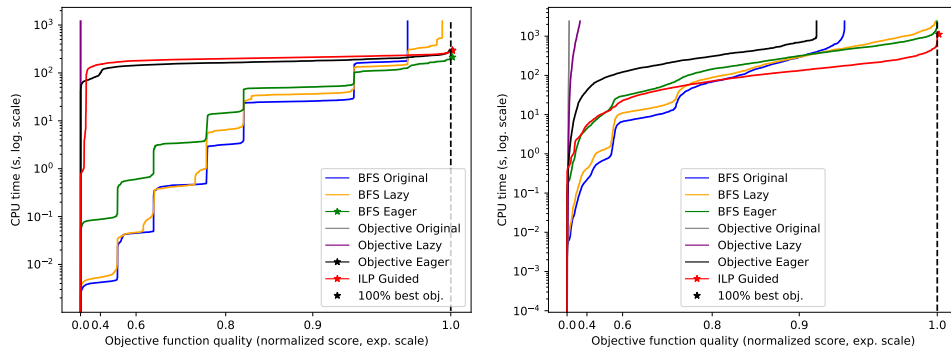 10³
10²
10¹
10⁰
10⁻¹
10⁻²
CPU time (s, log. scale)
BFS Original
BFS Lazy
BFS Eager
Objective Original
Objective Lazy
Objective Eager
ILP Guided
100% best obj.
0.0 0.4 0.6 0.8 0.9 1.0
Objective function quality (normalized score, exp. scale)
10³
10²
10¹
10⁰
10⁻¹
10⁻²
10⁻³
10⁻⁴
CPU time (s, log. scale)
BFS Original
BFS Lazy
BFS Eager
Objective Original
Objective Lazy
Objective Eager
ILP Guided
100% best obj.
0.0 0.4 0.6 0.8 0.9 1.0
Objective function quality (normalized score, exp. scale)